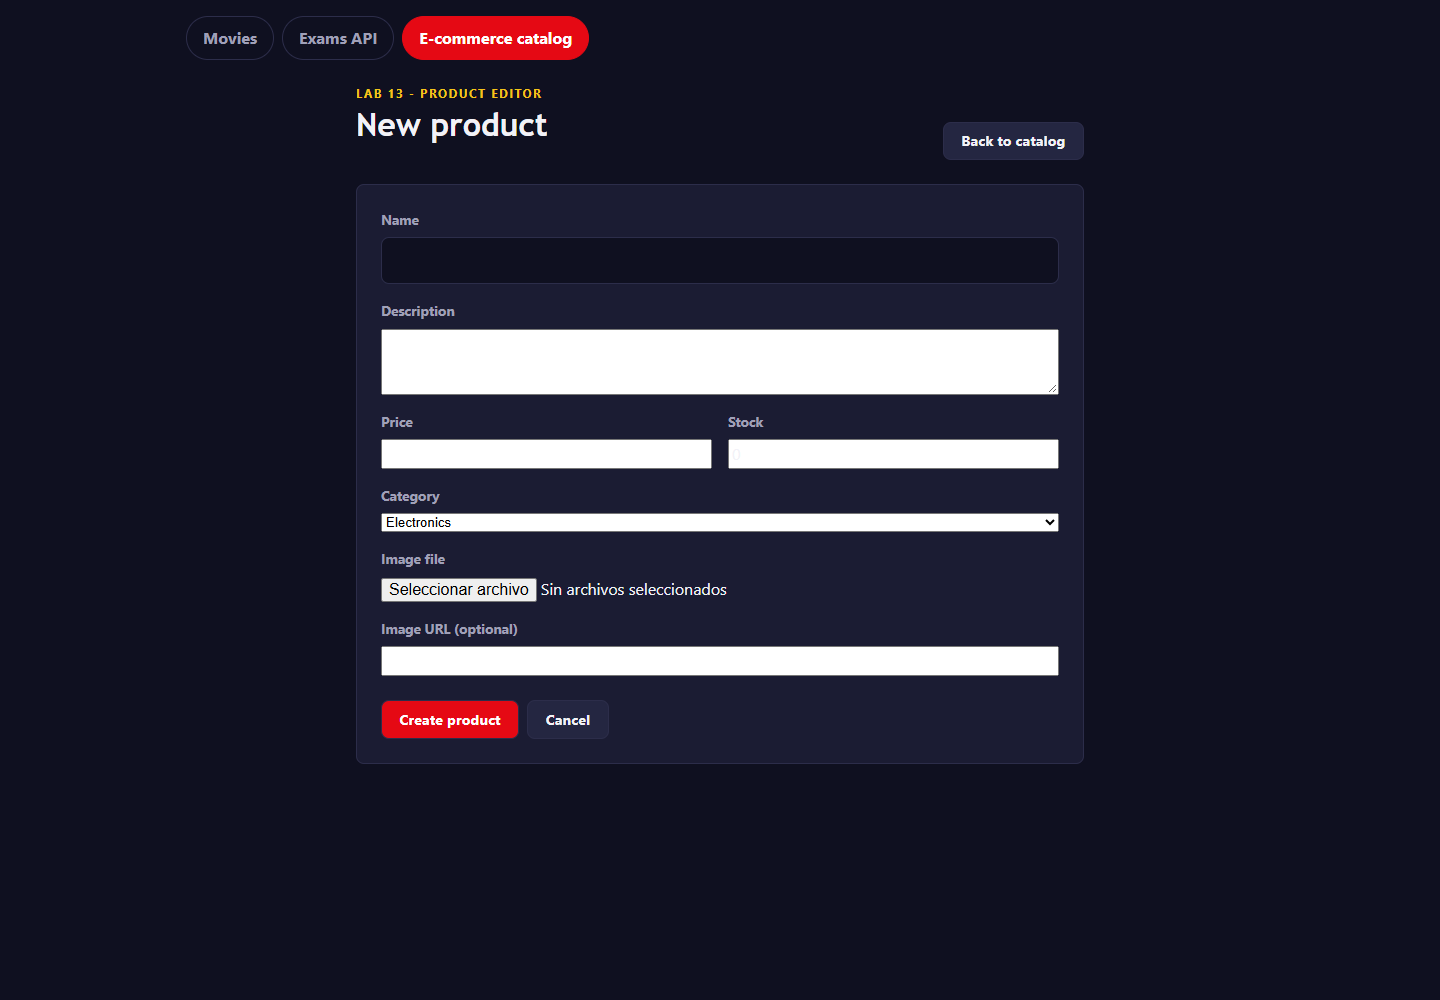 Movies
Exams API
E-commerce catalog
LAB 13 - PRODUCT EDITOR
New product
Back to catalog
Name
Description
Price
Stock
0
Category
Electronics
Image file
Seleccionar archivo Sin archivos seleccionados
Image URL (optional)
Create product
Cancel